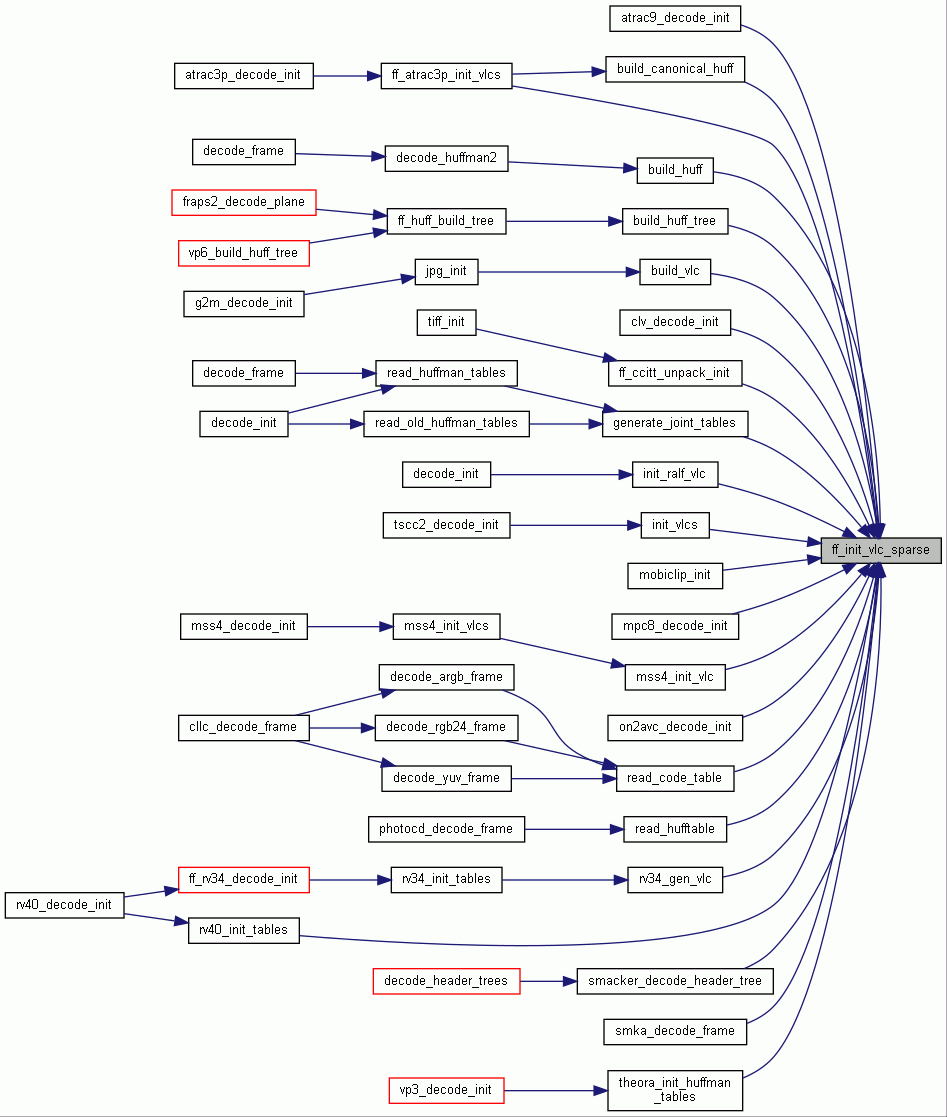 atrac9_decode_init
atrac3p_decode_init
ff_atrac3p_init_vlcs
build_canonical_huff
decode_frame
decode_huffman2
build_huff
fraps2_decode_plane
ff_huff_build_tree
build_huff_tree
vp6_build_huff_tree
jpg_init
build_vlc
g2m_decode_init
tiff_init
clv_decode_init
decode_frame
read_huffman_tables
ff_ccitt_unpack_init
decode_init
read_old_huffman_tables
generate_joint_tables
decode_init
init_ralf_vlc
tscc2_decode_init
init_vlcs
ff_init_vlc_sparse
mobiclip_init
mss4_decode_init
mss4_init_vlcs
mpc8_decode_init
decode_argb_frame
mss4_init_vlc
cllc_decode_frame
decode_rgb24_frame
on2avc_decode_init
decode_yuv_frame
read_code_table
photocd_decode_frame
read_hufftable
ff_rv34_decode_init
rv34_init_tables
rv34_gen_vlc
rv40_decode_init
rv40_init_tables
decode_header_trees
smacker_decode_header_tree
smka_decode_frame
vp3_decode_init
theora_init_huffman
_tables